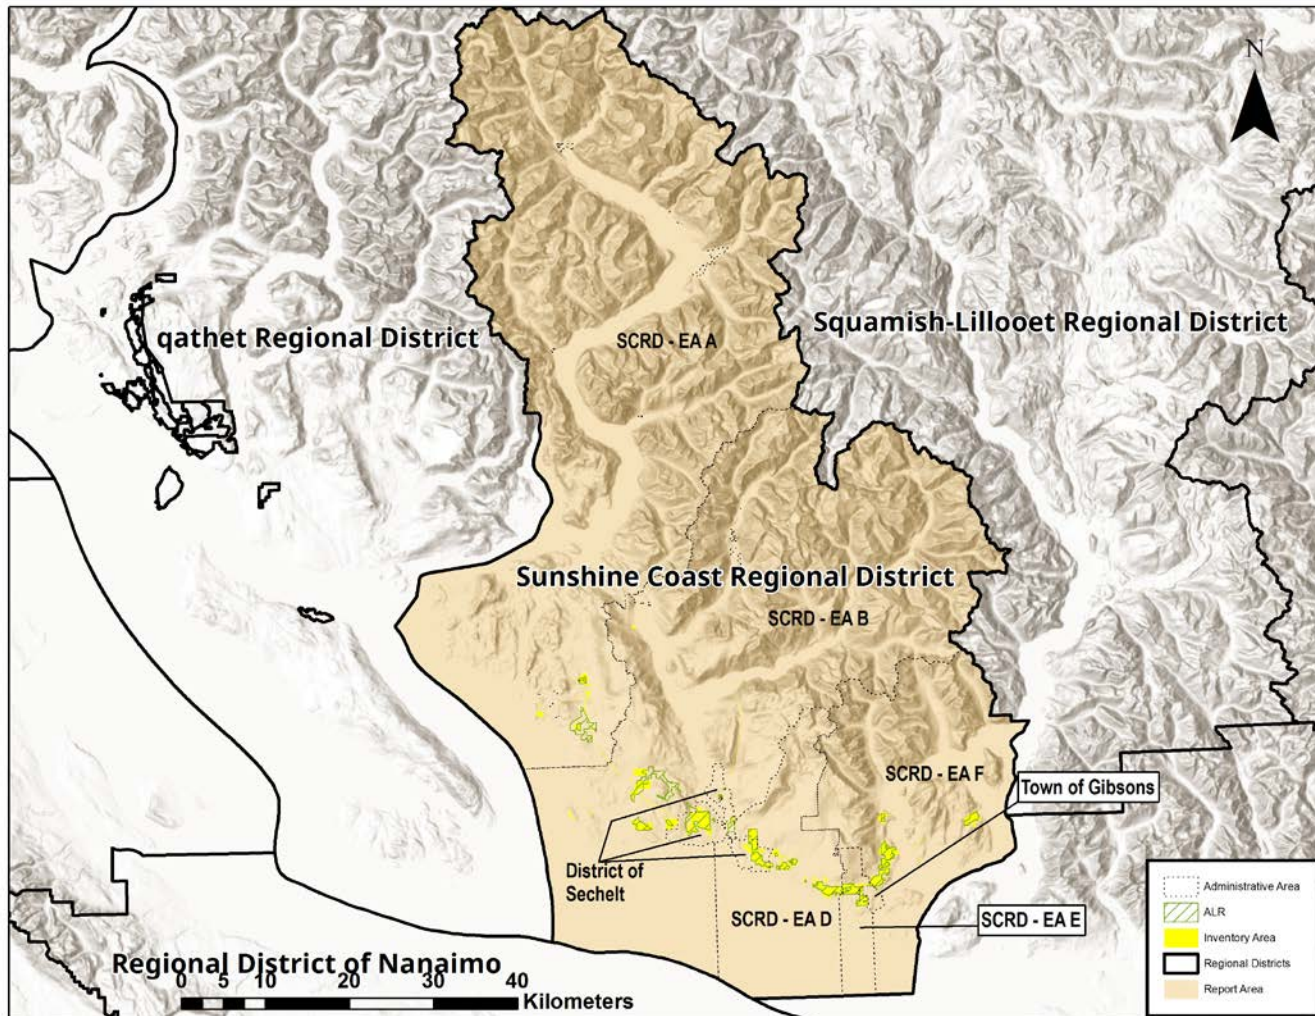 N
qathet Regional District
Squamish-Lillooet Regional District
SCRD - EA A
Sunshine Coast Regional District
SCRD - EA B
SCRD - EA F
Town of Gibsons
District of
Sechelt
SCRD - EA D
SCRD - EA E
Regional District of Nanaimo
0 5 10 20 30 40
Kilometers
Administrative Area
ALR
Inventory Area
Regional Districts
Report Area